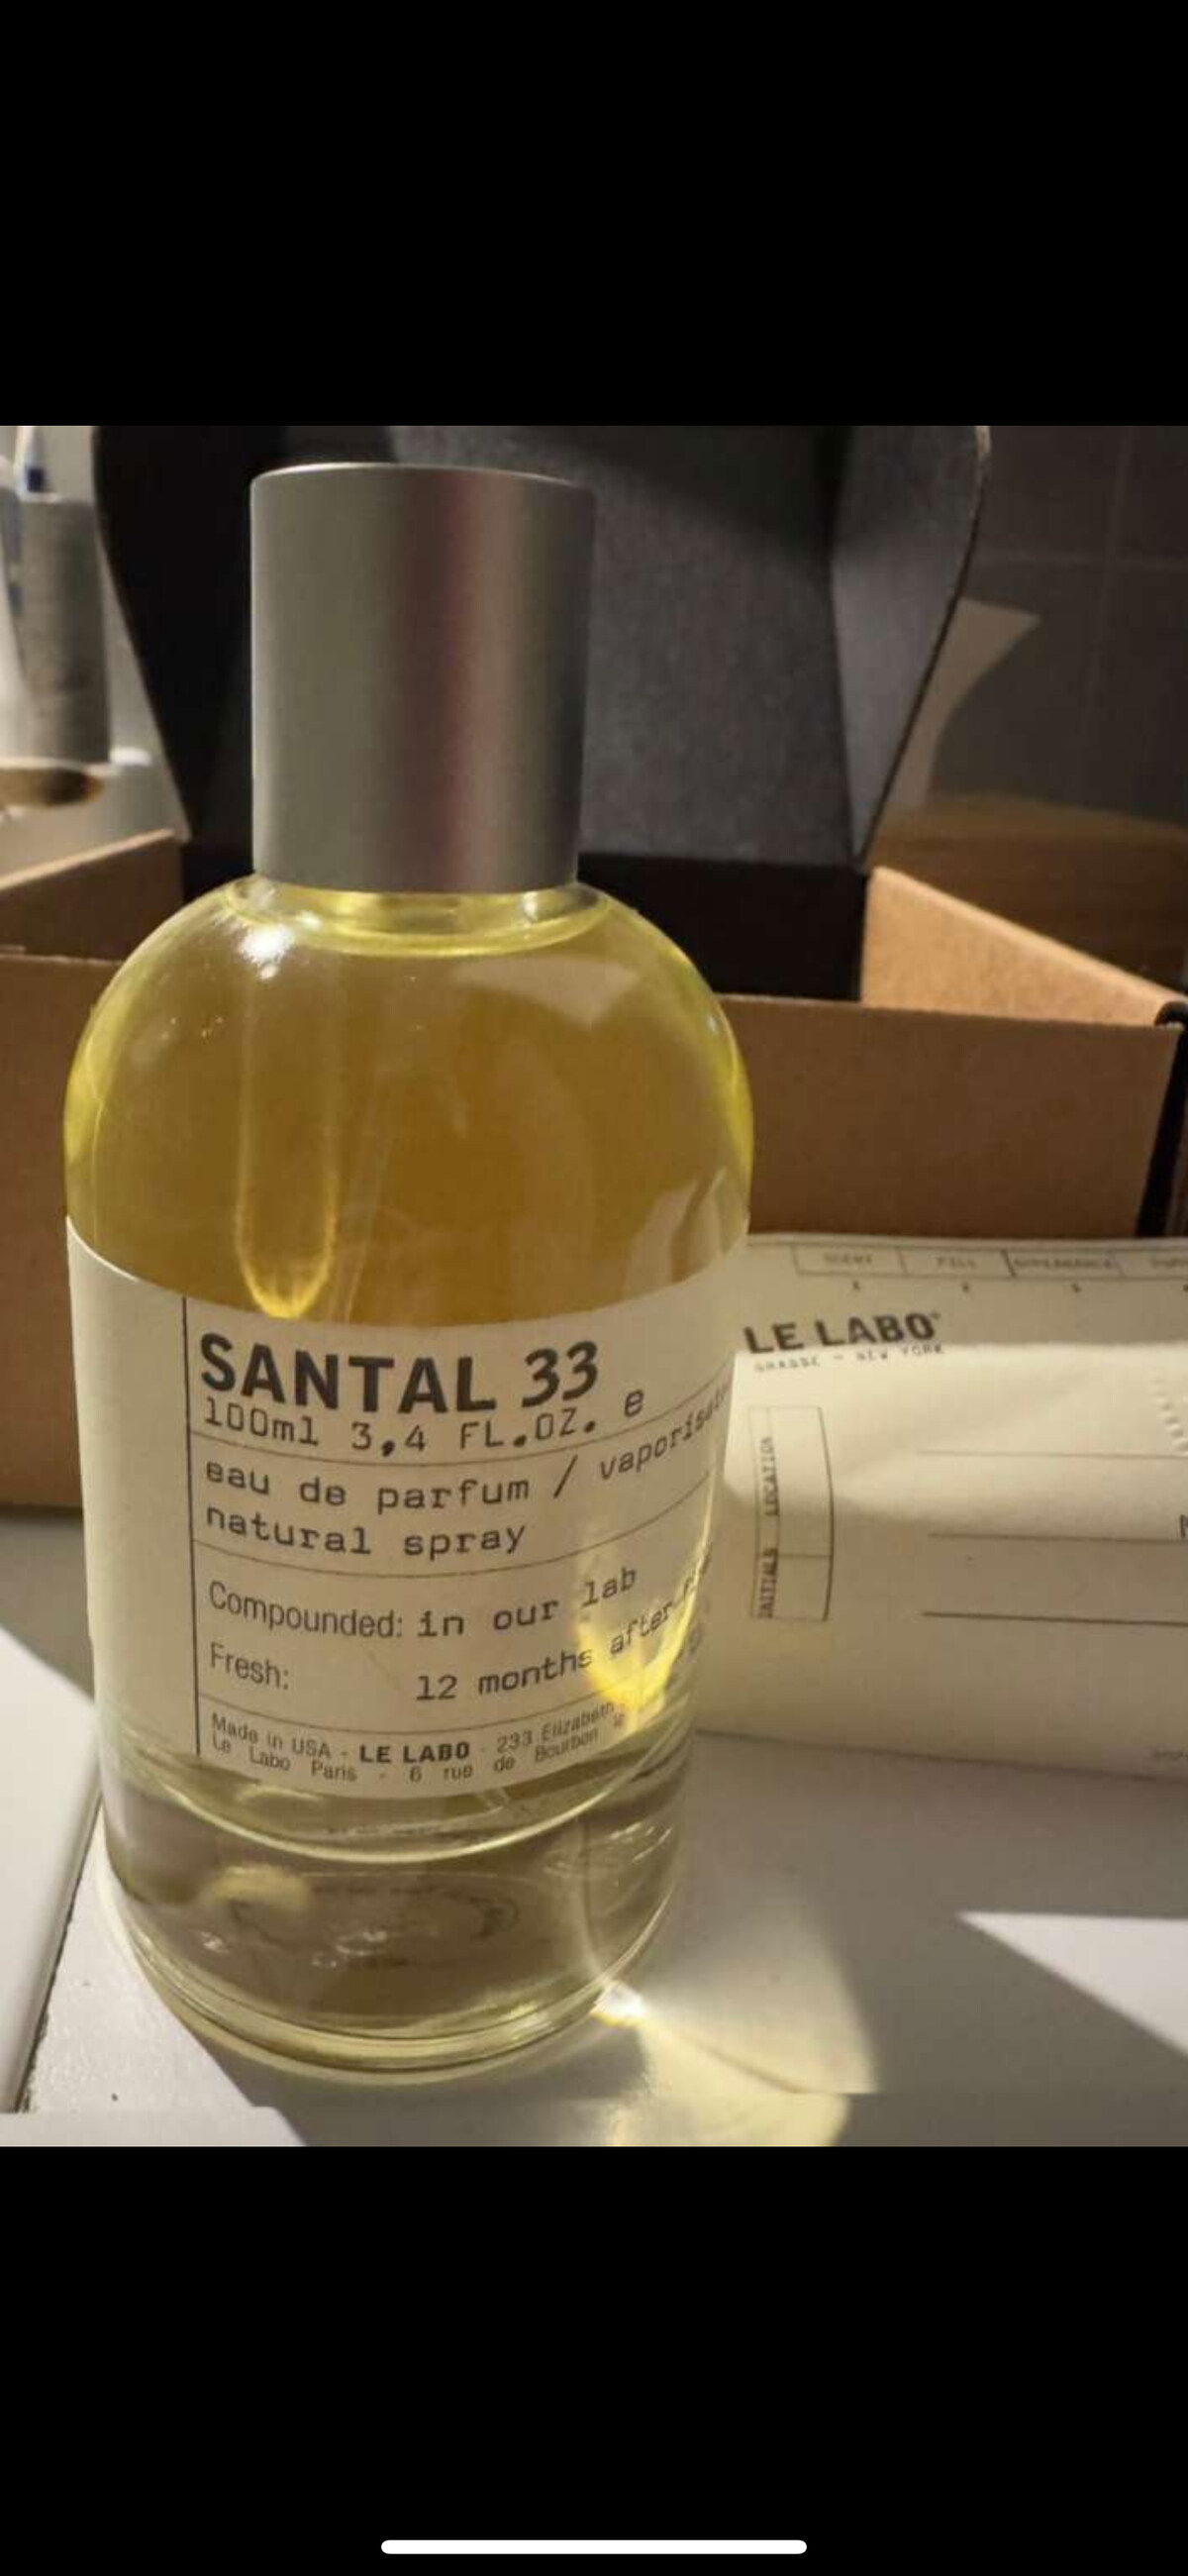 SANTAL 33
100ml 3,4 FL.OZ. e
eau de parfum /
natural spray
Compounded: in our lab
Fresh: 12 months after
Made in USA - LE LABO - 233 Elizabeth
Le Labo Paris - 6 rue de Bourbon le
LE LABO
GRASSE - NEW YORK
LOCATION
INITIALS